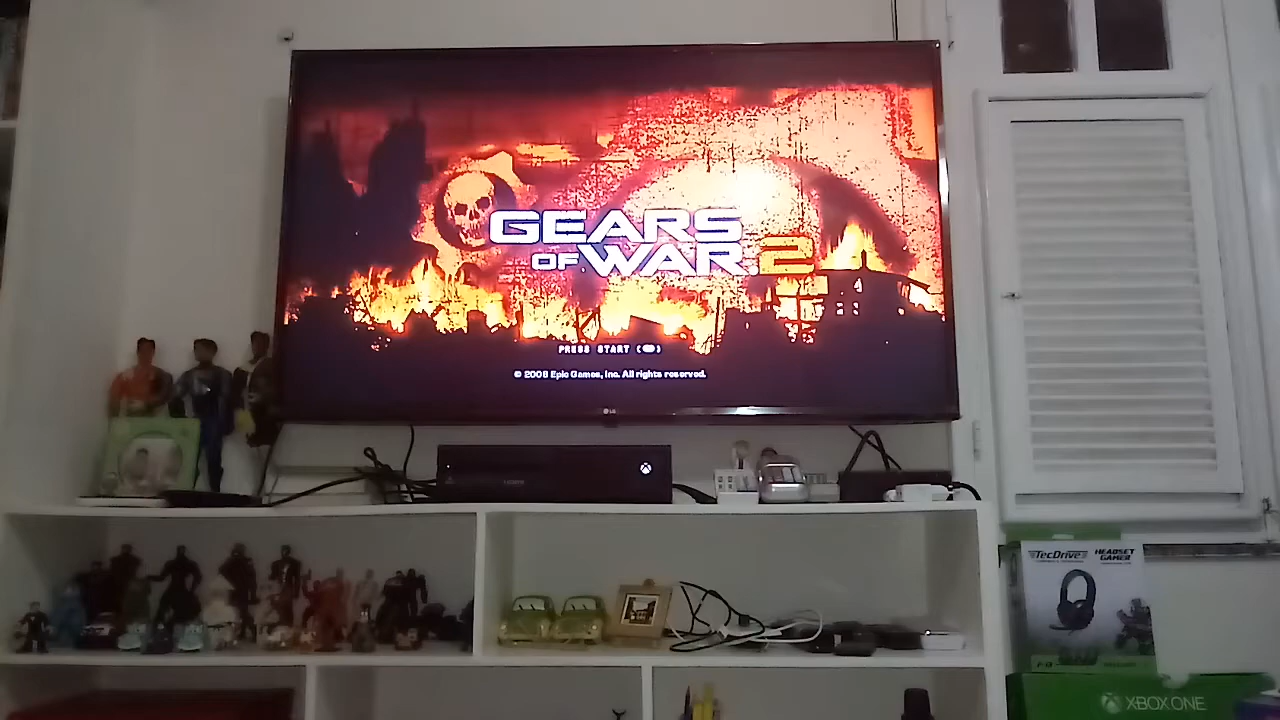 GEARS
OF WAR 2
PRESS START
© 2008 Epic Games, Inc. All rights reserved.
LG
TecDrive
HEADSET
GAMER
XBOX ONE